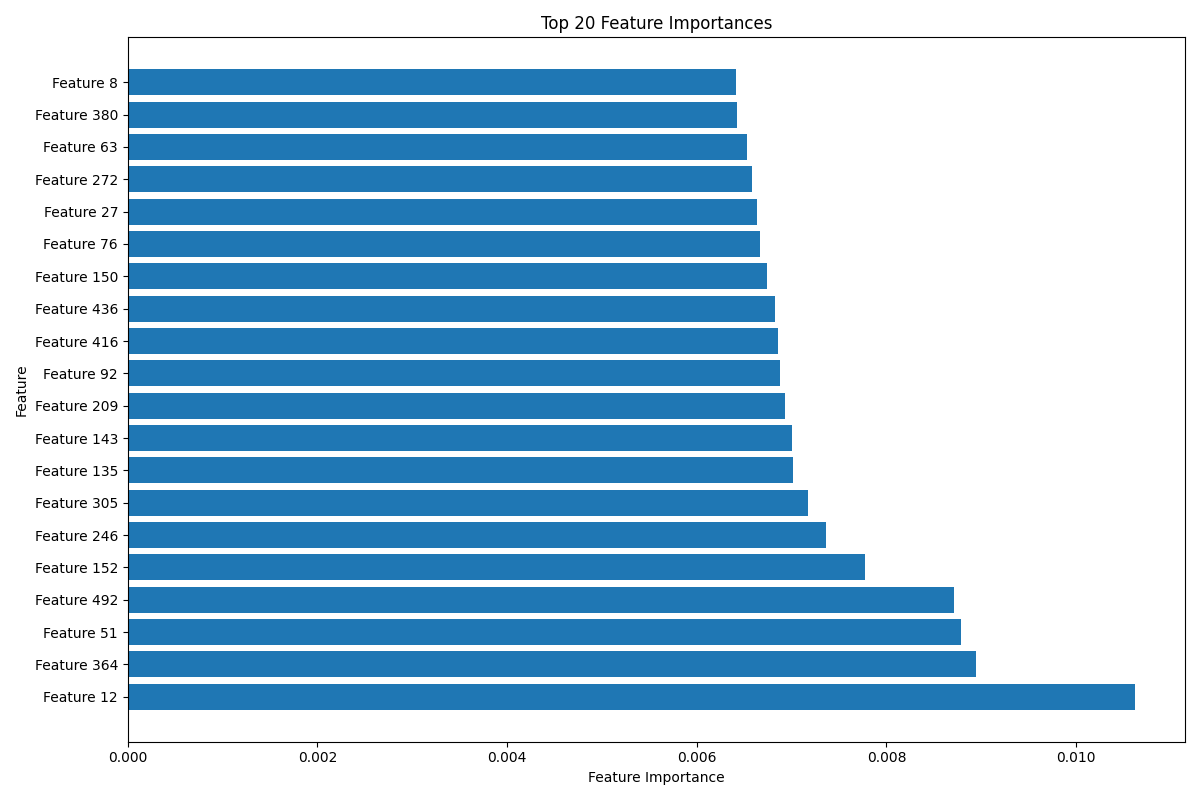 Top 20 Feature Importances
Feature 8
Feature 380
Feature 63
Feature 272
Feature 27
Feature 76
Feature 150
Feature 436
Feature 416
Feature 92
Feature 209
Feature 143
Feature 135
Feature 305
Feature 246
Feature 152
Feature 492
Feature 51
Feature 364
Feature 12
Feature
0.000 0.002 0.004 0.006 0.008 0.010
Feature Importance